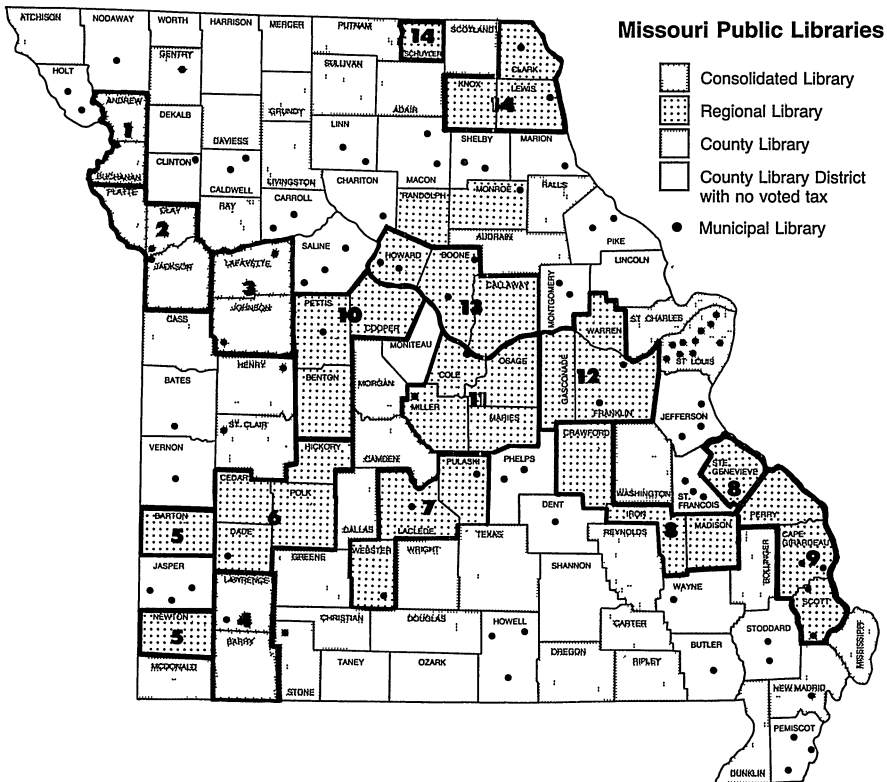 Missouri Public Libraries
Consolidated Library
Regional Library
County Library
County Library District
with no voted tax
Municipal Library
ATCHISON
NODAWAY
WORTH
HARRISON
MERCER
PUTNAM
14
SCHUYLER
SCOTLAND
CLARK
HOLT
GENTRY
SULLIVAN
ADAIR
KNOX
LEWIS
14
ANDREW
1
DEKALB
DAVIESS
GRUNDY
LINN
MACON
SHELBY
MARION
BUCHANAN
CLINTON
CALDWELL
LIVINGSTON
CHARITON
RANDOLPH
MONROE
RALLS
PLATTE
CLAY
2
RAY
CARROLL
AUDRAIN
PIKE
JACKSON
LAFAYETTE
3
SALINE
HOWARD
BOONE
13
CALLAWAY
MONTGOMERY
LINCOLN
CASS
JOHNSON
PETTIS
10
COOPER
MONITEAU
WARREN
ST. CHARLES
ST. LOUIS
BATES
HENRY
BENTON
MORGAN
COLE
OSAGE
GASCONADE
12
FRANKLIN
JEFFERSON
VERNON
ST. CLAIR
MILLER
11
MARIES
HICKORY
CAMDEN
PULASKI
PHELPS
CRAWFORD
WASHINGTON
STE.
GENEVIEVE
8
ST.
FRANCOIS
PERRY
BARTON
5
CEDAR
6
POLK
DALLAS
7
LACLEDE
DENT
IRON
8
MADISON
CAPE
GIRARDEAU
9
DADE
GREENE
WEBSTER
WRIGHT
TEXAS
REYNOLDS
BOLLINGER
JASPER
LAWRENCE
4
SHANNON
WAYNE
SCOTT
NEWTON
5
BARRY
CHRISTIAN
DOUGLAS
HOWELL
CARTER
BUTLER
STODDARD
MISSISSIPPI
MCDONALD
STONE
TANEY
OZARK
OREGON
RIPLEY
NEW MADRID
PEMISCOT
DUNKLIN